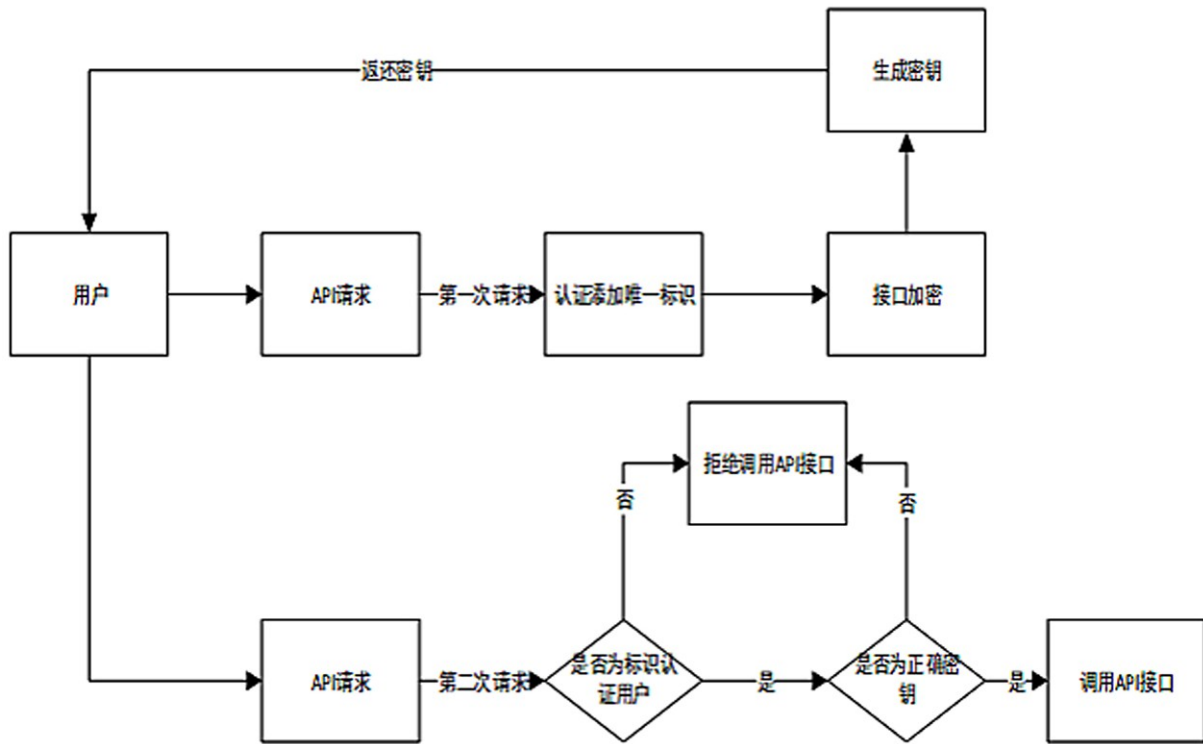 返还密钥
生成密钥
用户
API请求
第一次请求
认证添加唯一标识
接口加密
拒绝调用API接口
否
否
API请求
第二次请求
是否为标识认
证用户
是
是否为正确密
钥
是
调用API接口